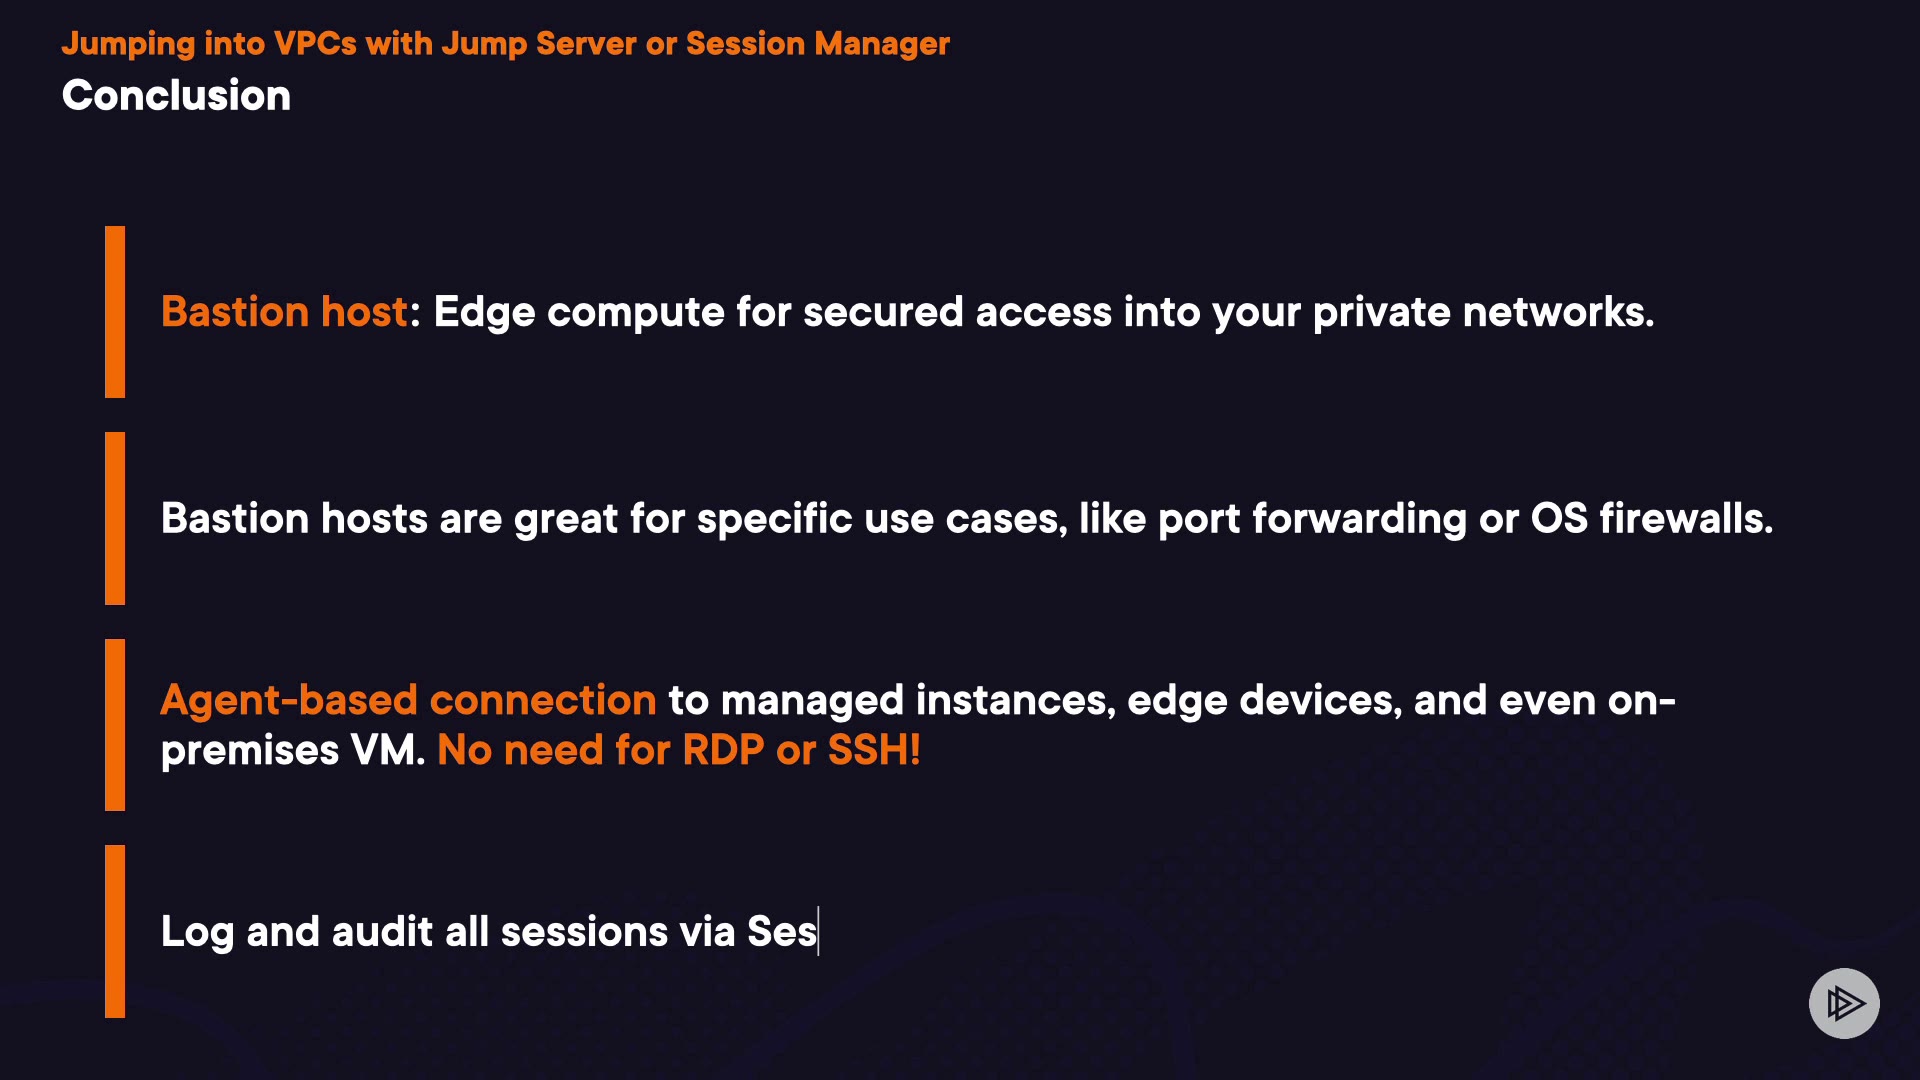 Jumping into VPCs with Jump Server or Session Manager
Conclusion
Bastion host: Edge compute for secured access into your private networks.
Bastion hosts are great for specific use cases, like port forwarding or OS firewalls.
Agent-based connection to managed instances, edge devices, and even on-
premises VM. No need for RDP or SSH!
Log and audit all sessions via Ses